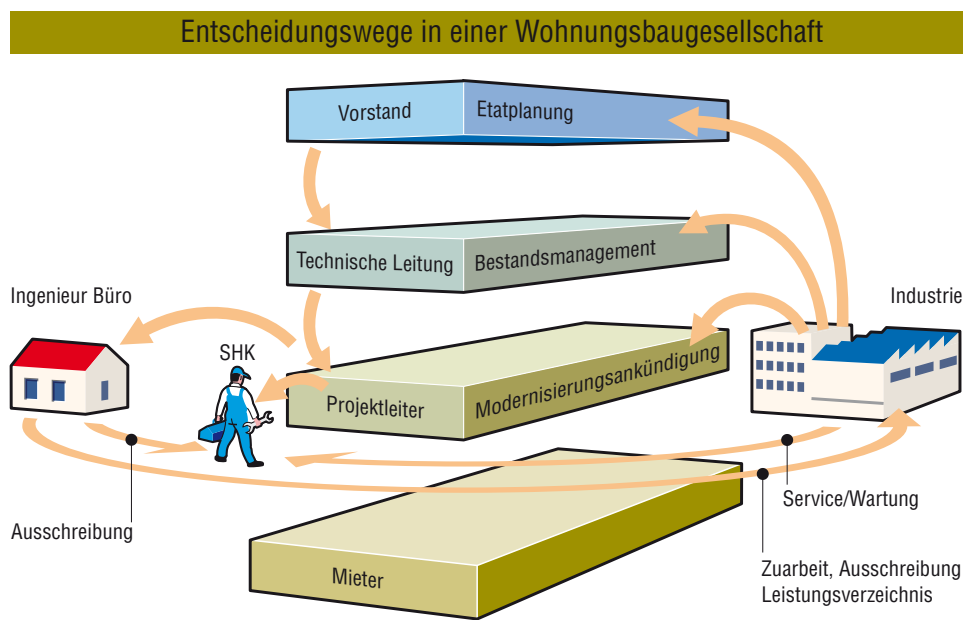 Entscheidungswege in einer Wohnungsbaugesellschaft
Vorstand
Etatplanung
Technische Leitung
Bestandsmanagement
Ingenieur Büro
Industrie
SHK
Projektleiter
Modernisierungsankündigung
Ausschreibung
Service/Wartung
Mieter
Zuarbeit, Ausschreibung
Leistungsverzeichnis